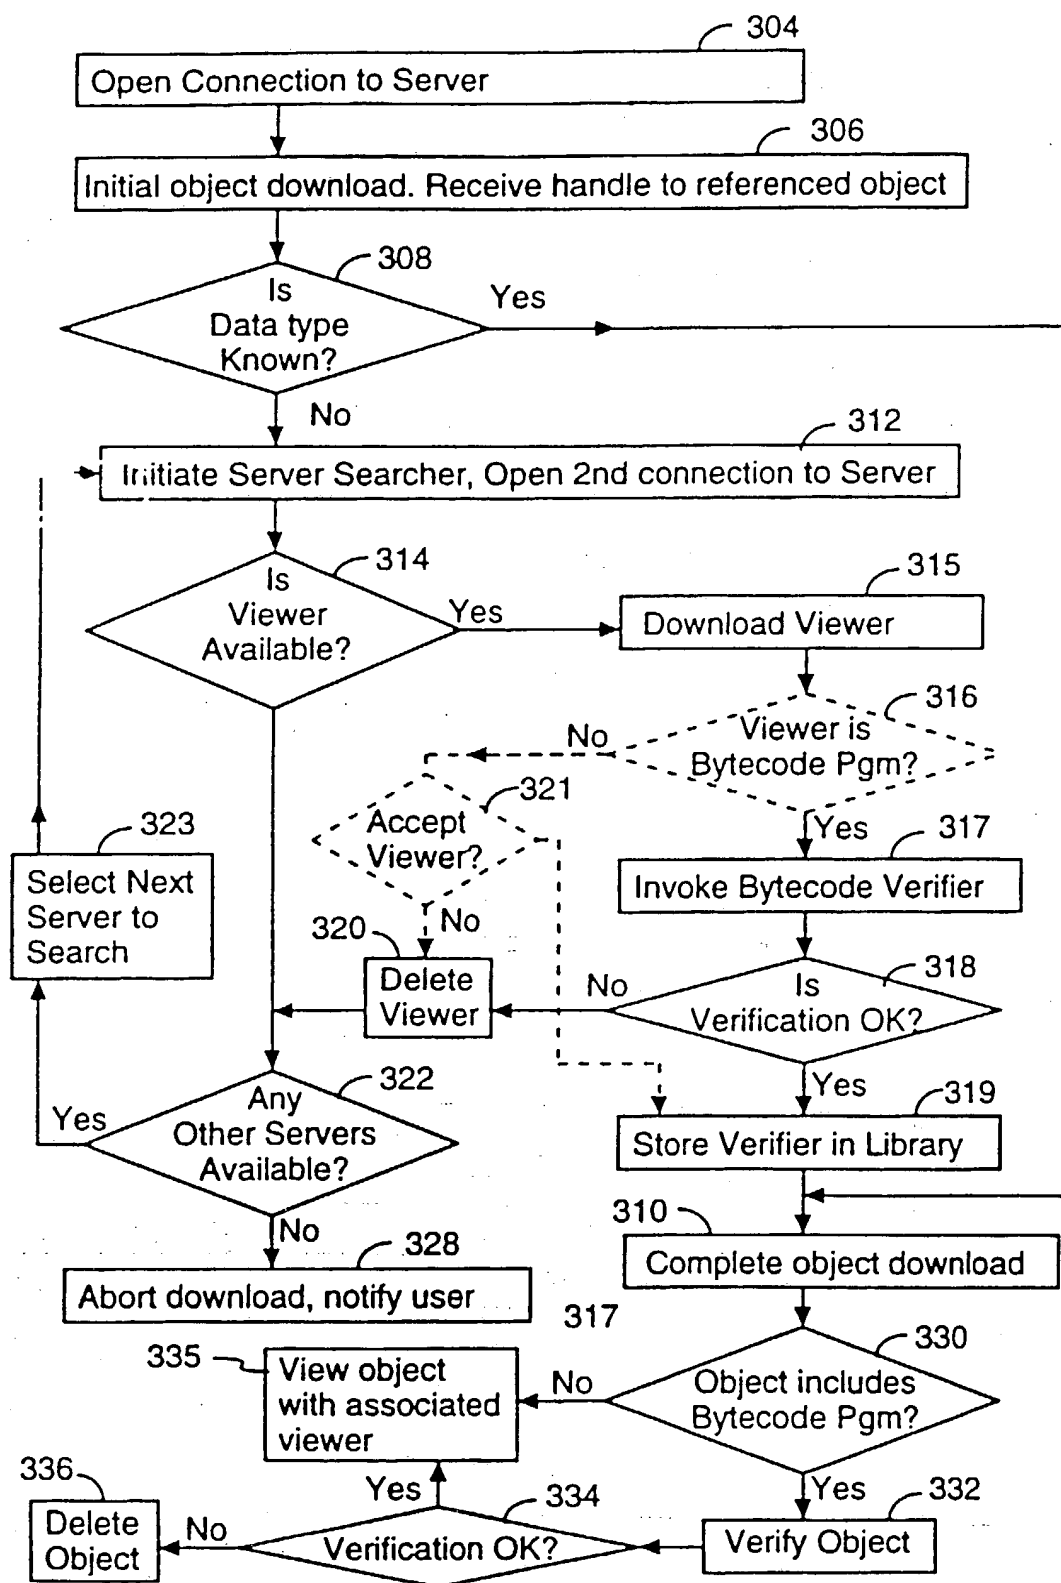 304
Open Connection to Server
306
Initial object download. Receive handle to referenced object
308
Is
Data type
Known?
Yes
No
312
Initiate Server Searcher, Open 2nd connection to Server
314
Is
Viewer
Available?
Yes
315
Download Viewer
316
Viewer is
Bytecode Pgm?
No
Yes
321
Accept
Viewer?
No
323
Select Next
Server to
Search
317
Invoke Bytecode Verifier
320
Delete
Viewer
318
Is
Verification OK?
No
Yes
322
Any
Other Servers
Available?
Yes
No
319
Store Verifier in Library
310
Complete object download
328
Abort download, notify user
317
330
Object includes
Bytecode Pgm?
No
Yes
335
View object
with associated
viewer
332
Verify Object
334
Verification OK?
Yes
No
336
Delete
Object